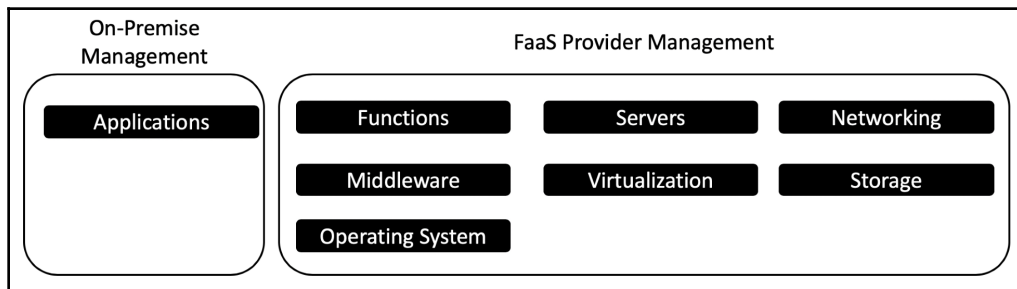 On-Premise
Management
FaaS Provider Management
Applications
Functions
Servers
Networking
Middleware
Virtualization
Storage
Operating System